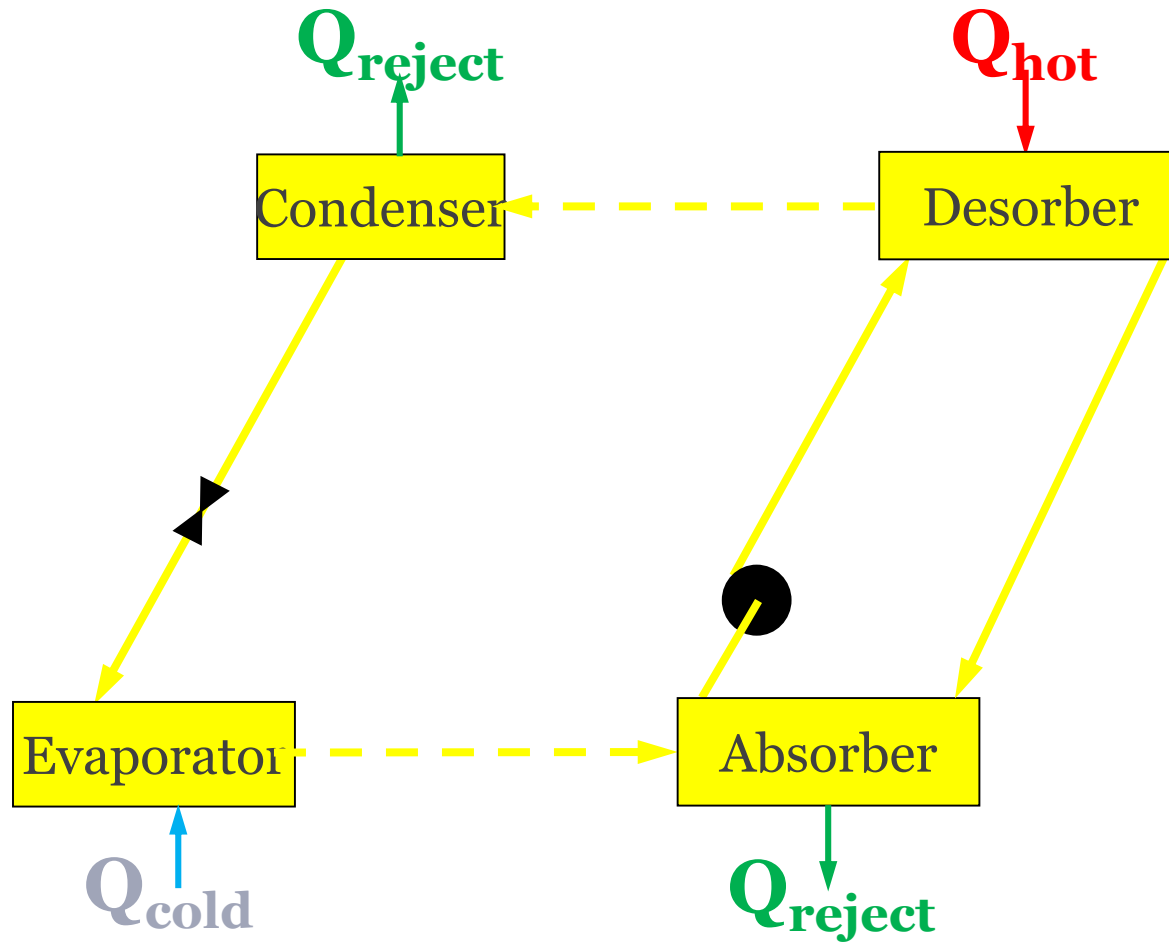 Qreject
Qhot
Condenser
Desorber
Evaporator
Absorber
Qcold
Qreject